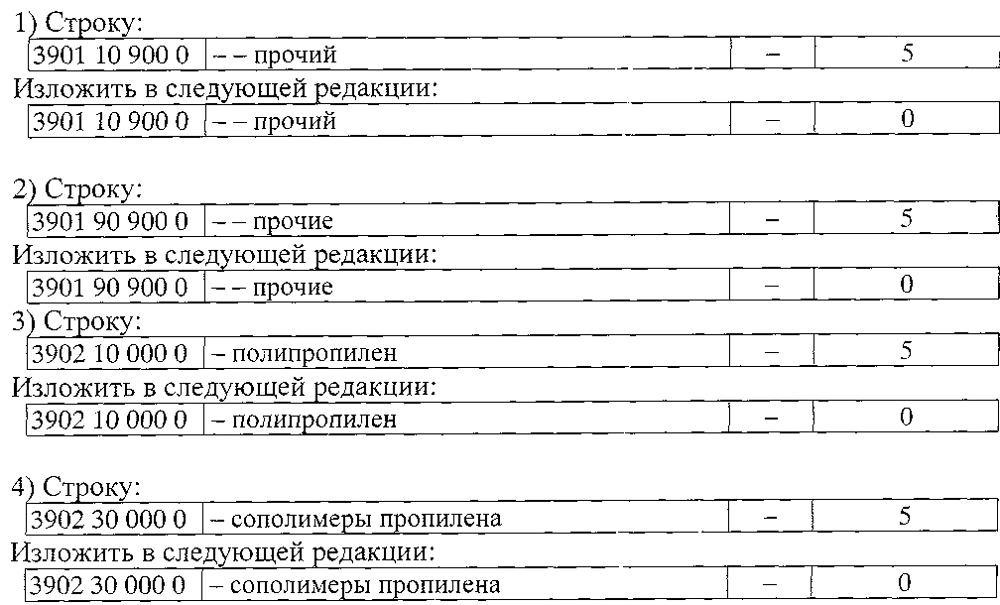 1) Строку:
3901 10 900 0 – – прочий – 5
Изложить в следующей редакции:
3901 10 900 0 – – прочий – 0
2) Строку:
3901 90 900 0 – – прочие – 5
Изложить в следующей редакции:
3901 90 900 0 – – прочие – 0
3) Строку:
3902 10 000 0 – полипропилен – 5
Изложить в следующей редакции:
3902 10 000 0 – полипропилен – 0
4) Строку:
3902 30 000 0 – сополимеры пропилена – 5
Изложить в следующей редакции:
3902 30 000 0 – сополимеры пропилена – 0